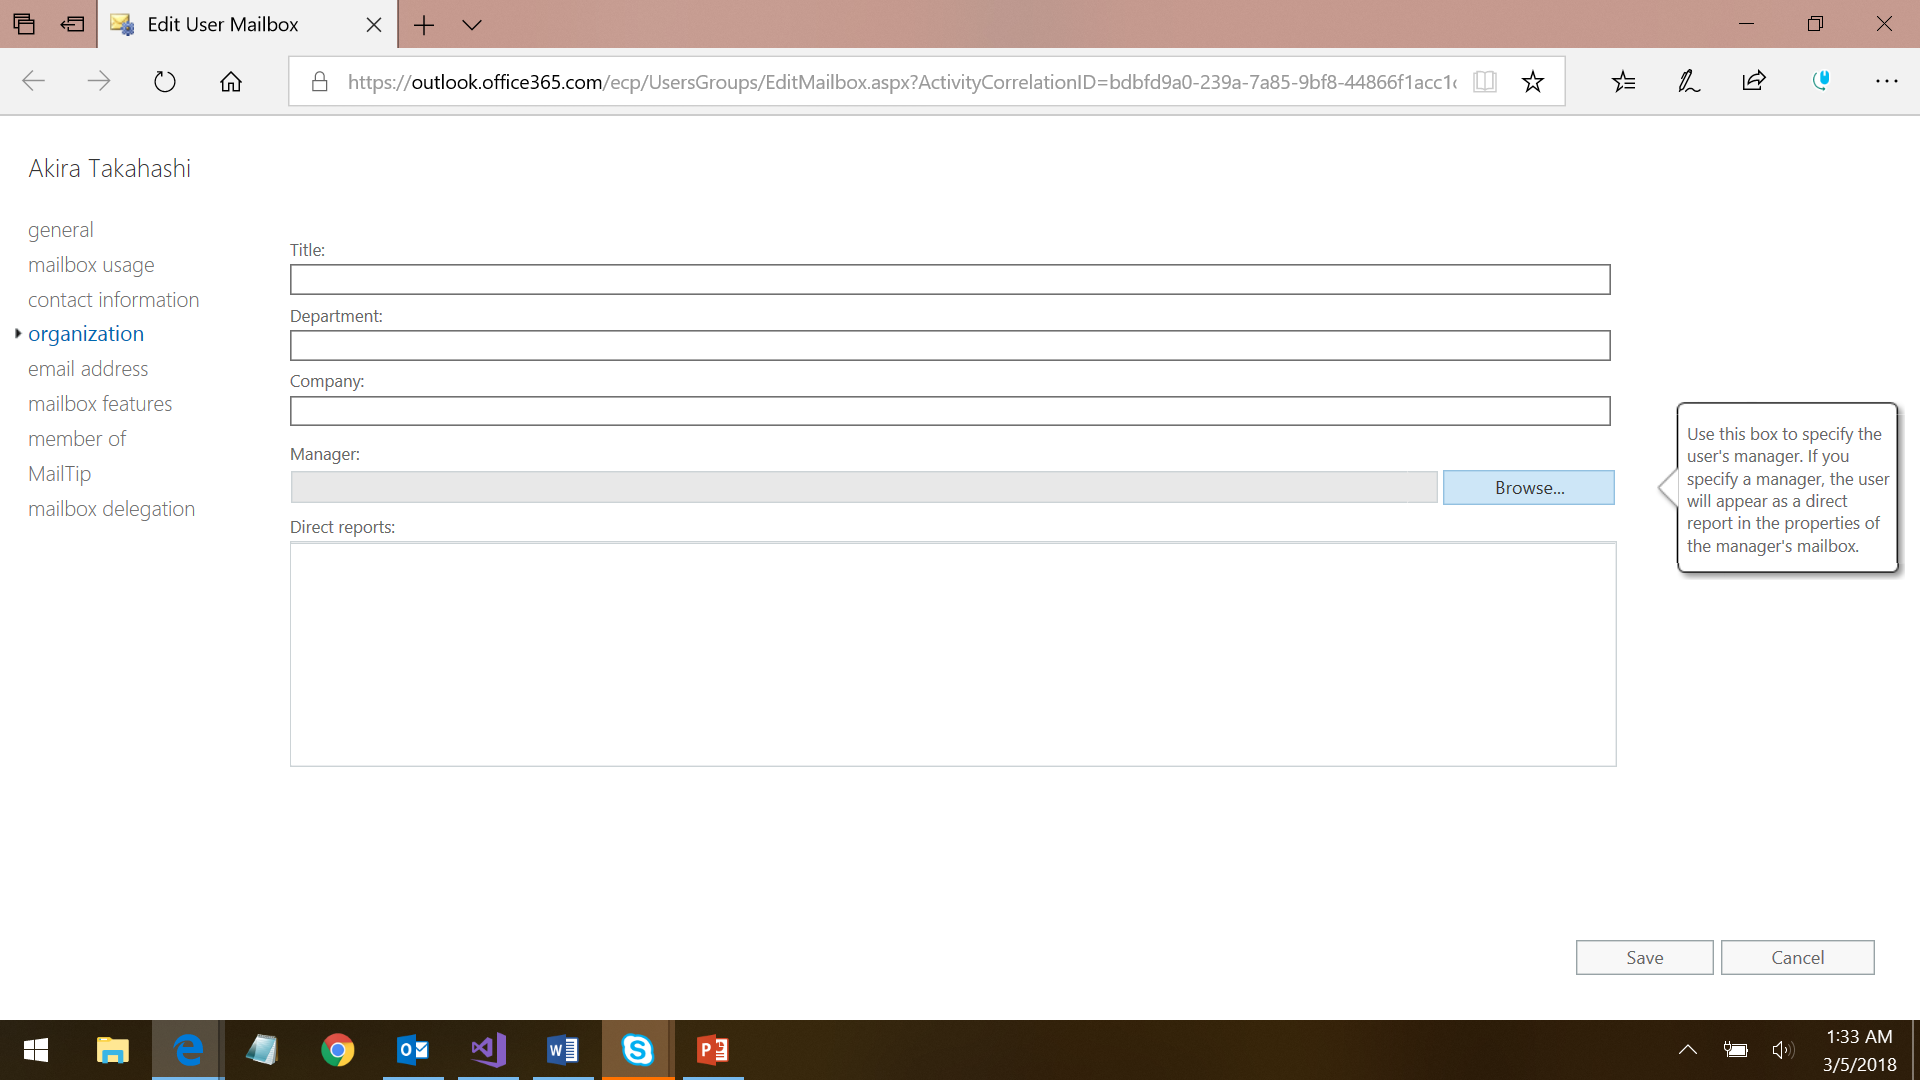 Edit User Mailbox
https://outlook.office365.com/ecp/UsersGroups/EditMailbox.aspx?ActivityCorrelationID=bdbfd9a0-239a-7a85-9bf8-44866f1acc1
Akira Takahashi
general
mailbox usage
contact information
organization
email address
mailbox features
member of
MailTip
mailbox delegation
Title:
Department:
Company:
Manager:
Browse...
Direct reports:
Use this box to specify the
user's manager. If you
specify a manager, the user
will appear as a direct
report in the properties of
the manager's mailbox.
Save
Cancel
1:33 AM
3/5/2018